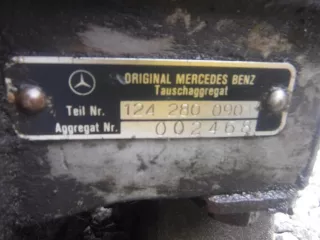 ORIGINAL MERCEDES BENZ
Tauschaggregat
Teil Nr. 124 280 090
Aggregat Nr. 002468